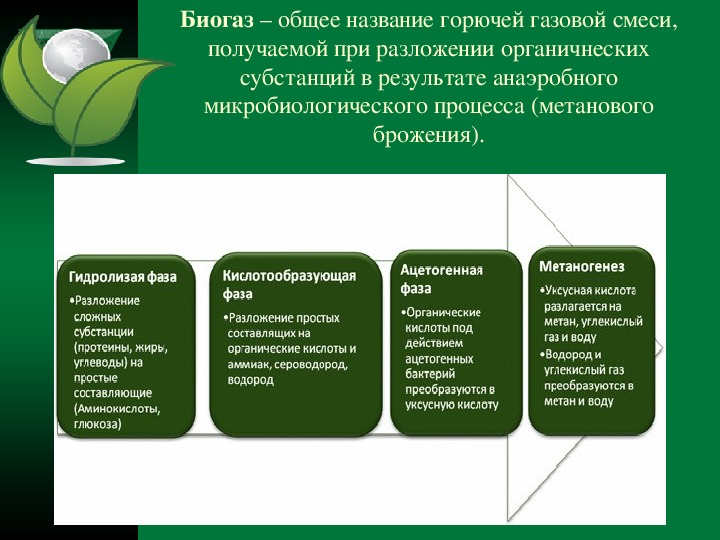 Биогаз – общее название горючей газовой смеси,
получаемой при разложении органичнеских
субстанций в результате анаэробного
микробиологического процесса (метанового
брожения).
Гидролизая фаза
•Разложение
сложных
субстанции
(протеины, жиры,
углеводы) на
простые
составляющие
(Аминокислоты,
глюкоза)
Кислотообразующая
фаза
•Разложение простых
составляющих на
органические кислоты и
аммиак, сероводород,
водород
Ацетогенная
фаза
•Органические
кислоты под
действием
ацетогенных
бактерий
преобразуются в
уксусную кислоту
Метаногенез
•Уксусная кислота
разлагается на
метан, углекислый
газ и воду
•Водород и
углекислый газ
преобразуются в
метан и воду